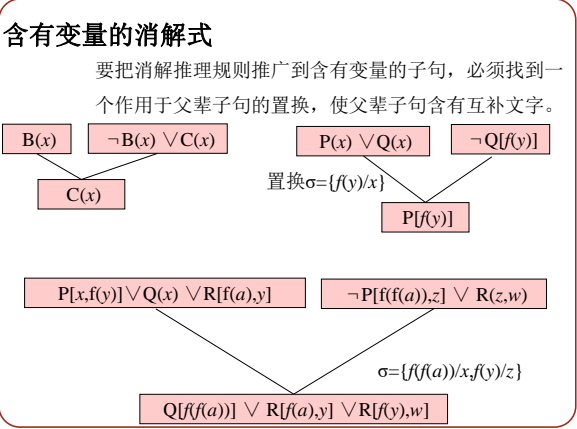 含有变量的消解式
要把消解推理规则推广到含有变量的子句，必须找到一
个作用于父辈子句的置换，使父辈子句含有互补文字。
B(x) ¬B(x) ∨C(x) P(x) ∨Q(x) ¬Q[f(y)]
置换σ={f(y)/x}
C(x)
P[f(y)]
P[x,f(y)]∨Q(x) ∨R[f(a),y] ¬P[f(f(a)),z] ∨ R(z,w)
σ={f(f(a))/x,f(y)/z}
Q[f(f(a))] ∨ R[f(a),y] ∨R[f(y),w]